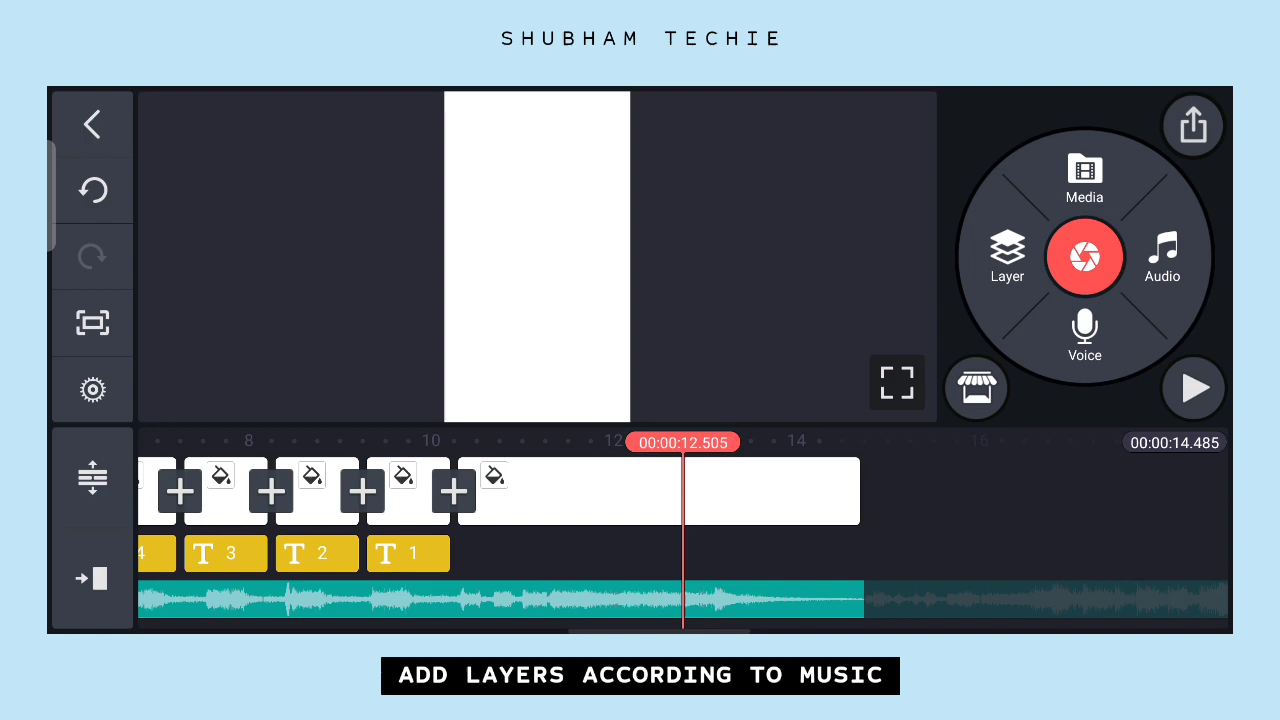 SHUBHAM TECHIE
Media
Layer
Audio
Voice
8 10 12 00:00:12.505 14 16 00:00:14.485
4 T 3 T 2 T 1
ADD LAYERS ACCORDING TO MUSIC